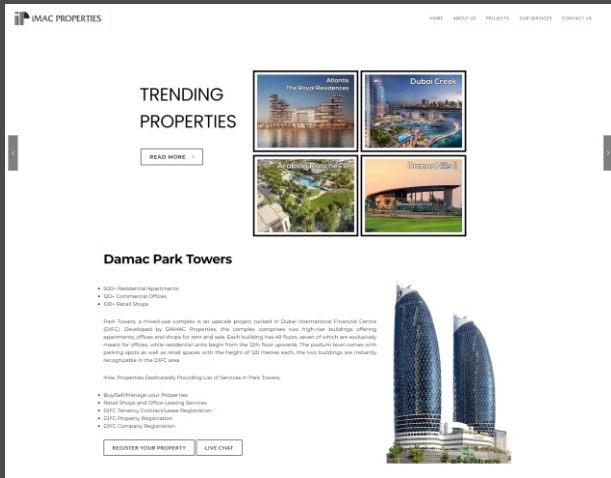 IMAC PROPERTIES
HOME ABOUT US PROJECTS OUR SERVICES CONTACT US
TRENDING
PROPERTIES
READ MORE
Atlantis
The Royal Residences
Dubai Creek
Arabian Ranches III
Damac Hills II
Damac Park Towers
500+ Residential Apartments
120+ Commercial Offices
100+ Retail Shops
Park Towers, a mixed-use complex is an upscale project tucked in Dubai International Financial Centre
(DIFC). Developed by DAMAC Properties, the complex comprises two high-rise buildings offering
apartments, offices and shops for rent and sale. Each building has 49 floors, seven of which are exclusively
meant for offices, while residential units begin from the 12th floor upwards. The podium level comes with
parking spots as well as retail spaces with the height of 128 metres each, the two buildings are instantly
recognizable in the DIFC area.
iMac Properties Dedicatedly Providing List of Services in Park Towers.
Buy/Sell/Manage your Properties
Retail Shops and Office Leasing Services
DIFC Tenancy Contract/Lease Registration
DIFC Property Registration
DIFC Company Registration
REGISTER YOUR PROPERTY LIVE CHAT